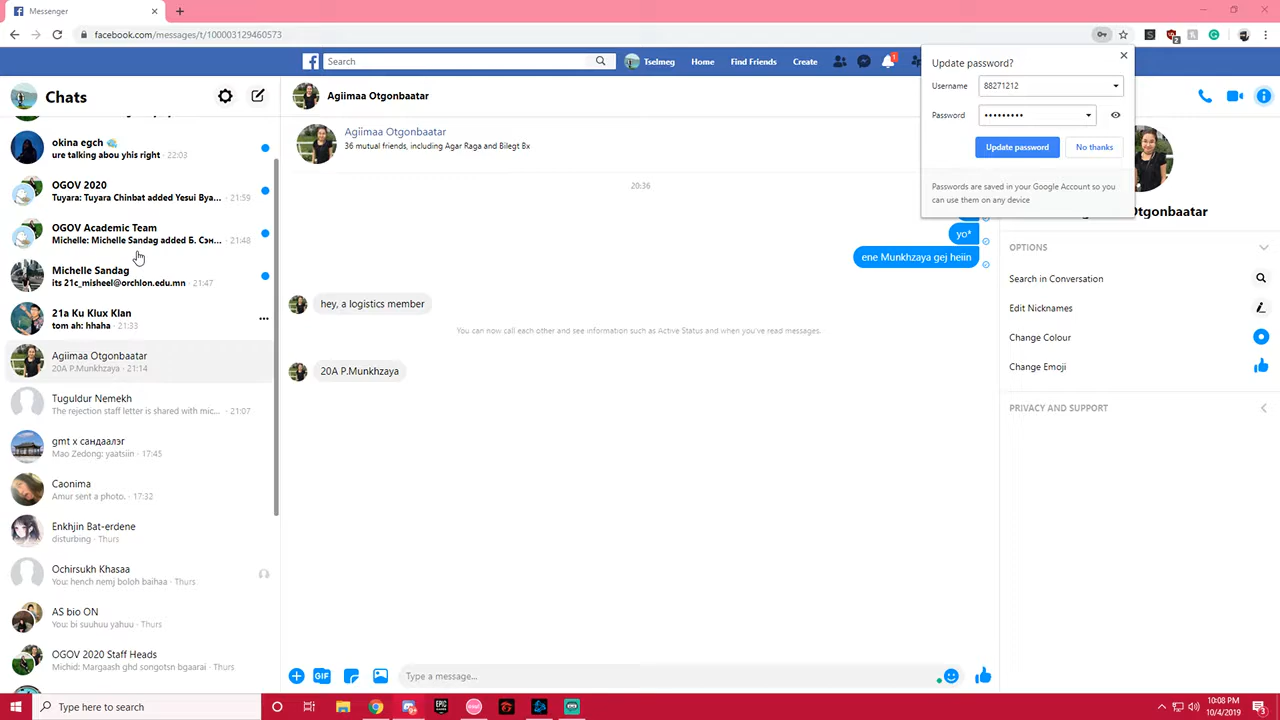 Messenger
facebook.com/messages/t/100003129460573
Search
Tselmeg
Home
Find Friends
Create
1
2
Update password?
Username
88271212
Password
•••••••••
Update password
No thanks
Passwords are saved in your Google Account so you
can use them on any device
Chats
okina egch
ure talking abou yhis right · 22:03
OGOV 2020
Tuyara: Tuyara Chinbat added Yesui Bya... · 21:59
OGOV Academic Team
Michelle: Michelle Sandag added Б. Сэн... · 21:48
Michelle Sandag
its 21c_misheel@orchlon.edu.mn · 21:47
21a Ku Klux Klan
tom ah: hhaha · 21:33
Agiimaa Otgonbaatar
20A P.Munkhzaya · 21:14
Tuguldur Nemekh
The rejection staff letter is shared with mic... · 21:07
gmt x сандаалэг
Mao Zedong: yaatsiin · 17:45
Caonima
Amur sent a photo. · 17:32
Enkhjin Bat-erdene
disturbing · Thurs
Ochirsukh Khasaa
You: hench nemj boloh baihaa · Thurs
AS bio ON
You: bi suuhuu yahuu · Thurs
OGOV 2020 Staff Heads
Michid: Margaash ghd songotsn bgaarai · Thurs
Agiimaa Otgonbaatar
Agiimaa Otgonbaatar
36 mutual friends, including Agar Raga and Bilegt Bx
20:36
yo*
ene Munkhzaya gej heiin
hey, a logistics member
You can now call each other and see information such as Active Status and when you've read messages.
20A P.Munkhzaya
GIF
Type a message...
Otgonbaatar
OPTIONS
Search in Conversation
Edit Nicknames
Change Colour
Change Emoji
PRIVACY AND SUPPORT
Type here to search
EPIC
GAMES
10:08 PM
10/4/2019
3